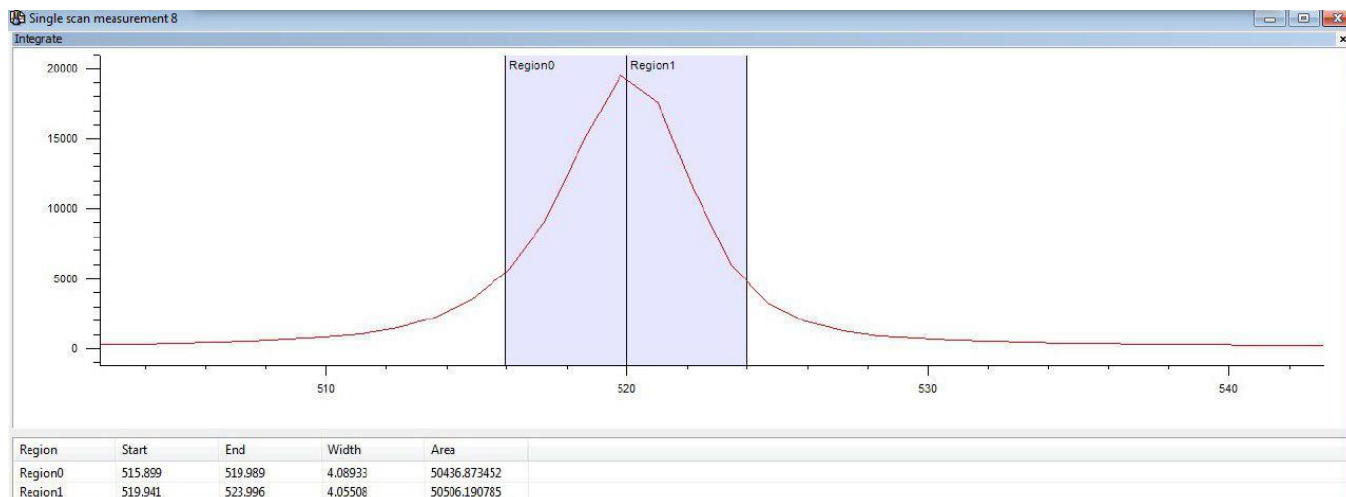 Single scan measurement 8
Integrate
Region0 Region1
20000
15000
10000
5000
0
510 520 530 540
Region Start End Width Area
Region0 515.899 519.989 4.08933 50436.873452
Region1 519.941 523.996 4.05508 50506.190785